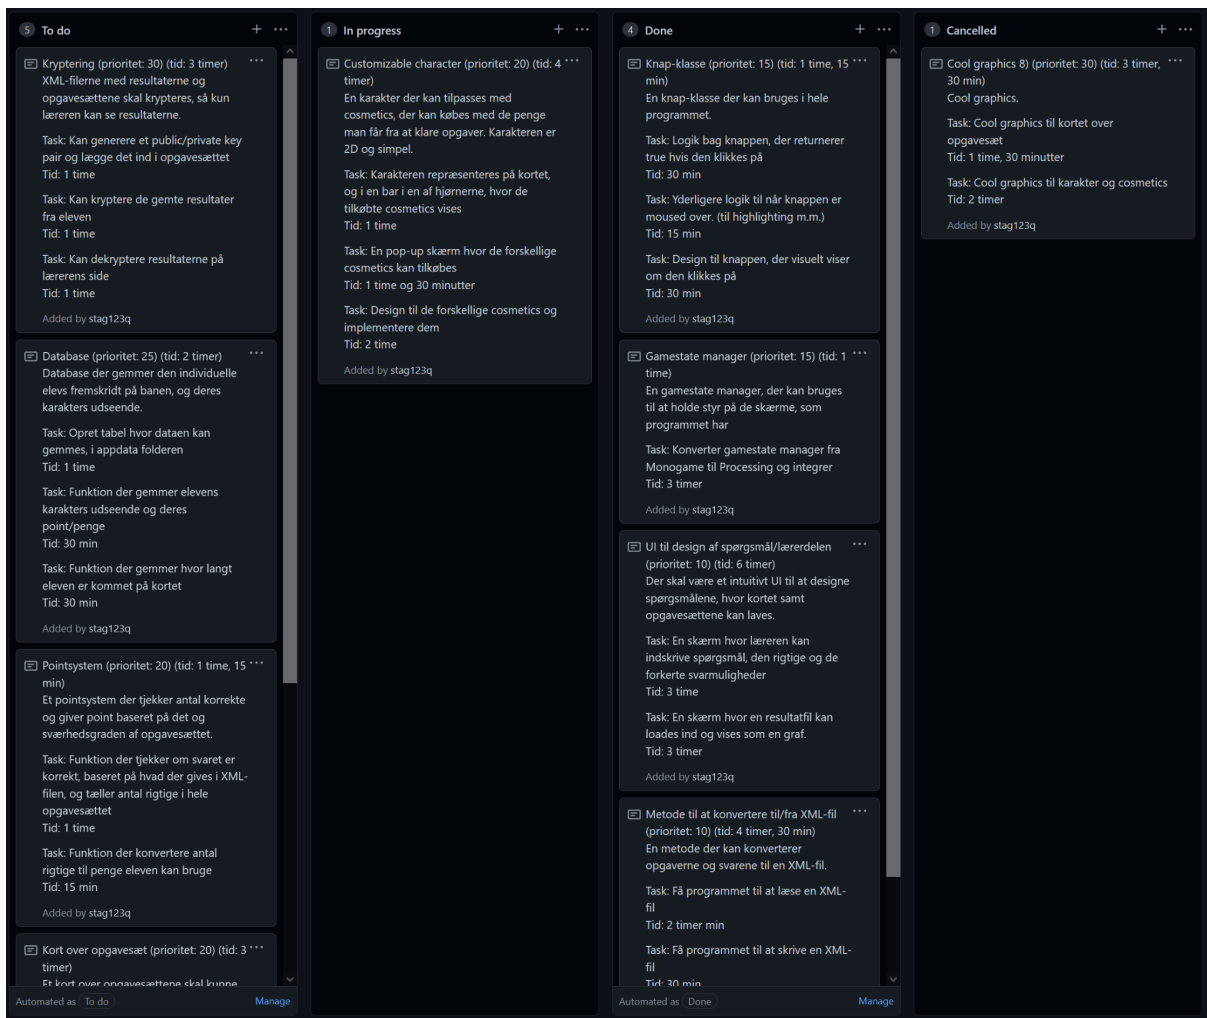 5 To do
Kryptering (prioritet: 30) (tid: 3 timer)
XML-filerne med resultaterne og
opgavesættene skal krypteres, så kun
læreren kan se resultaterne.
Task: Kan generere et public/private key
pair og lægge det ind i opgavesættet
Tid: 1 time
Task: Kan kryptere de gemte resultater
fra eleven
Tid: 1 time
Task: Kan dekryptere resultaterne på
lærerens side
Tid: 1 time
Added by stag123q
Database (prioritet: 25) (tid: 2 timer)
Database der gemmer den individuelle
elevs fremskridt på banen, og deres
karakters udseende.
Task: Opret tabel hvor dataen kan
gemmes, i appdata folderen
Tid: 1 time
Task: Funktion der gemmer elevens
karakters udseende og deres
point/penge
Tid: 30 min
Task: Funktion der gemmer hvor langt
eleven er kommet på kortet
Tid: 30 min
Added by stag123q
Pointsystem (prioritet: 20) (tid: 1 time, 15
min)
Et pointsystem der tjekker antal korrekte
og giver point baseret på det og
sværhedsgraden af opgavesættet.
Task: Funktion der tjekker om svaret er
korrekt, baseret på hvad der gives i XML-
filen, og tæller antal rigtige i hele
opgavesættet
Tid: 1 time
Task: Funktion der konvertere antal
rigtige til penge eleven kan bruge
Tid: 15 min
Added by stag123q
Kort over opgavesæt (prioritet: 20) (tid: 3
timer)
Et kort over opgavesættene skal kunne
Automated as To do Manage
1 In progress
Customizable character (prioritet: 20) (tid: 4
timer)
En karakter der kan tilpasses med
cosmetics, der kan købes med de penge
man får fra at klare opgaver. Karakteren er
2D og simpel.
Task: Karakteren repræsenteres på kortet,
og i en bar i en af hjørnerne, hvor de
tilkøbte cosmetics vises
Tid: 1 time
Task: En pop-up skærm hvor de forskellige
cosmetics kan tilkøbes
Tid: 1 time og 30 minutter
Task: Design til de forskellige cosmetics og
implementere dem
Tid: 2 time
Added by stag123q
4 Done
Knap-klasse (prioritet: 15) (tid: 1 time, 15
min)
En knap-klasse der kan bruges i hele
programmet.
Task: Logik bag knappen, der returnerer
true hvis den klikkes på
Tid: 30 min
Task: Yderligere logik til når knappen er
moused over. (til highlighting m.m.)
Tid: 15 min
Task: Design til knappen, der visuelt viser
om den klikkes på
Tid: 30 min
Added by stag123q
Gamestate manager (prioritet: 15) (tid: 1
time)
En gamestate manager, der kan bruges
til at holde styr på de skærme, som
programmet har
Task: Konverter gamestate manager fra
Monogame til Processing og integrer
Tid: 3 timer
Added by stag123q
UI til design af spørgsmål/lærerdelen
(prioritet: 10) (tid: 6 timer)
Der skal være et intuitivt UI til at designe
spørgsmålene, hvor kortet samt
opgavesættene kan laves.
Task: En skærm hvor læreren kan
indskrive spørgsmål, den rigtige og de
forkerte svarmuligheder
Tid: 3 time
Task: En skærm hvor en resultatfil kan
loades ind og vises som en graf.
Tid: 3 timer
Added by stag123q
Metode til at konvertere til/fra XML-fil
(prioritet: 10) (tid: 4 timer, 30 min)
En metode der kan konverterer
opgaverne og svarene til en XML-fil.
Task: Få programmet til at læse en XML-
fil
Tid: 2 timer min
Task: Få programmet til at skrive en XML-
fil
Tid: 30 min
Automated as Done Manage
1 Cancelled
Cool graphics 8) (prioritet: 30) (tid: 3 timer,
30 min)
Cool graphics.
Task: Cool graphics til kortet over
opgavesæt
Tid: 1 time, 30 minutter
Task: Cool graphics til karakter og cosmetics
Tid: 2 timer
Added by stag123q